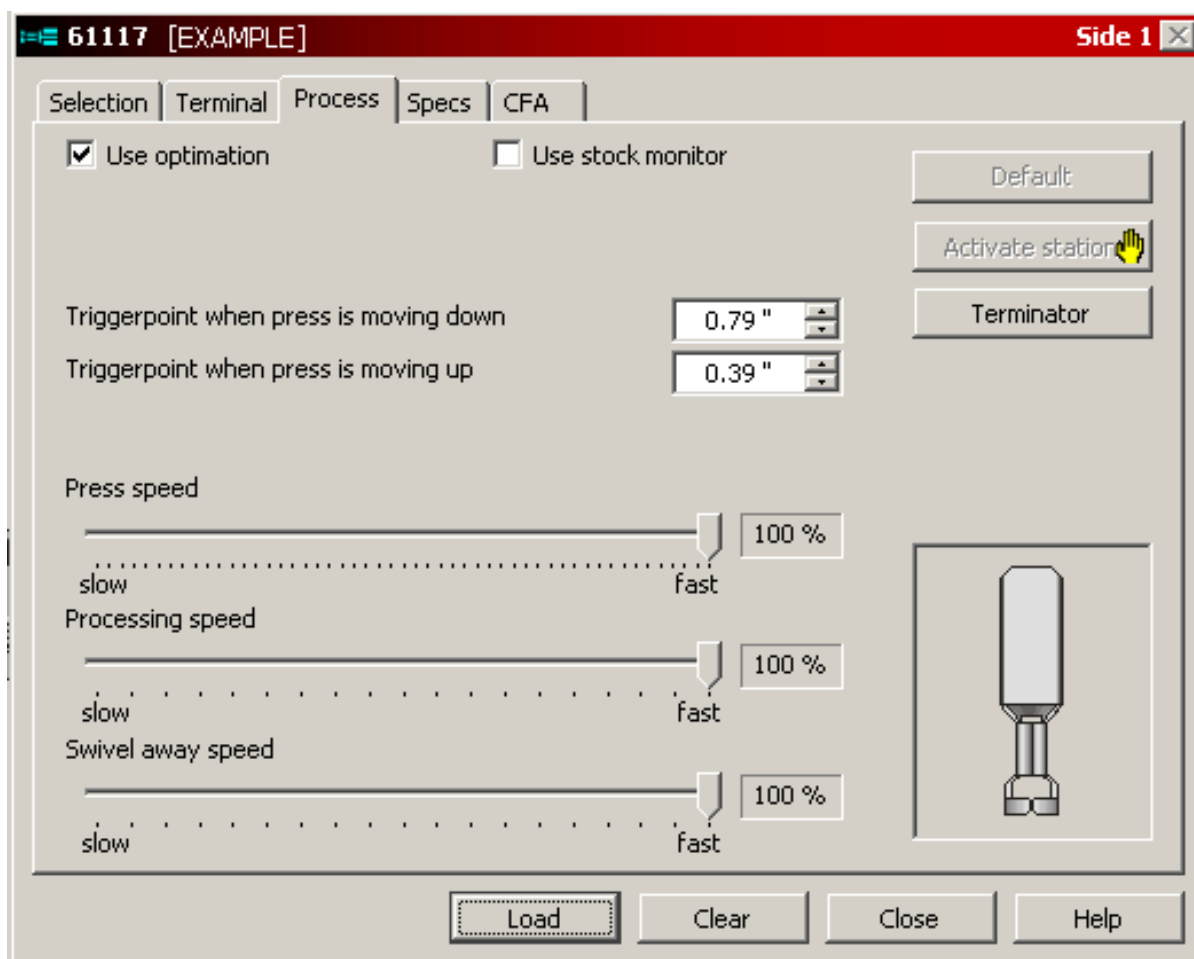 61117 [EXAMPLE] Side 1
Selection Terminal Process Specs CFA
Use optimation Use stock monitor
Default
Activate station
Terminator
Triggerpoint when press is moving down 0.79 "
Triggerpoint when press is moving up 0.39 "
Press speed
100 %
slow fast
Processing speed
100 %
slow fast
Swivel away speed
100 %
slow fast
Load Clear Close Help